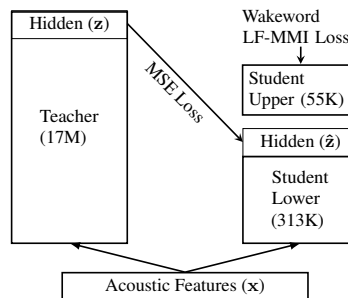 Hidden (z)
Teacher
(17M)
MSE Loss
Wakeword
LF-MMI Loss
Student
Upper (55K)
Hidden (ẑ)
Student
Lower
(313K)
Acoustic Features (x)